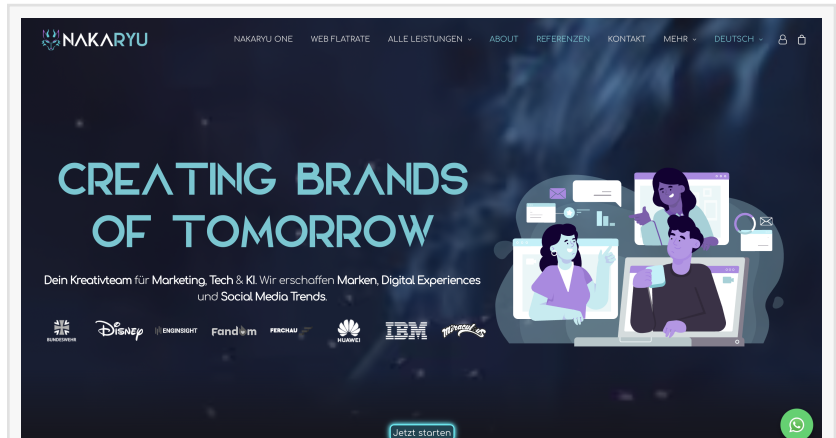 NAKARYU
NAKARYU ONE WEB FLATRATE ALLE LEISTUNGEN ABOUT REFERENZEN KONTAKT MEHR DEUTSCH
CREATING BRANDS
OF TOMORROW
Dein Kreativteam für Marketing, Tech & KI. Wir erschaffen Marken, Digital Experiences
und Social Media Trends.
BUNDESWEHR Disney ENGINSIGHT Fandom FERCHAU HUAWEI IBM Miraculous
Jetzt starten